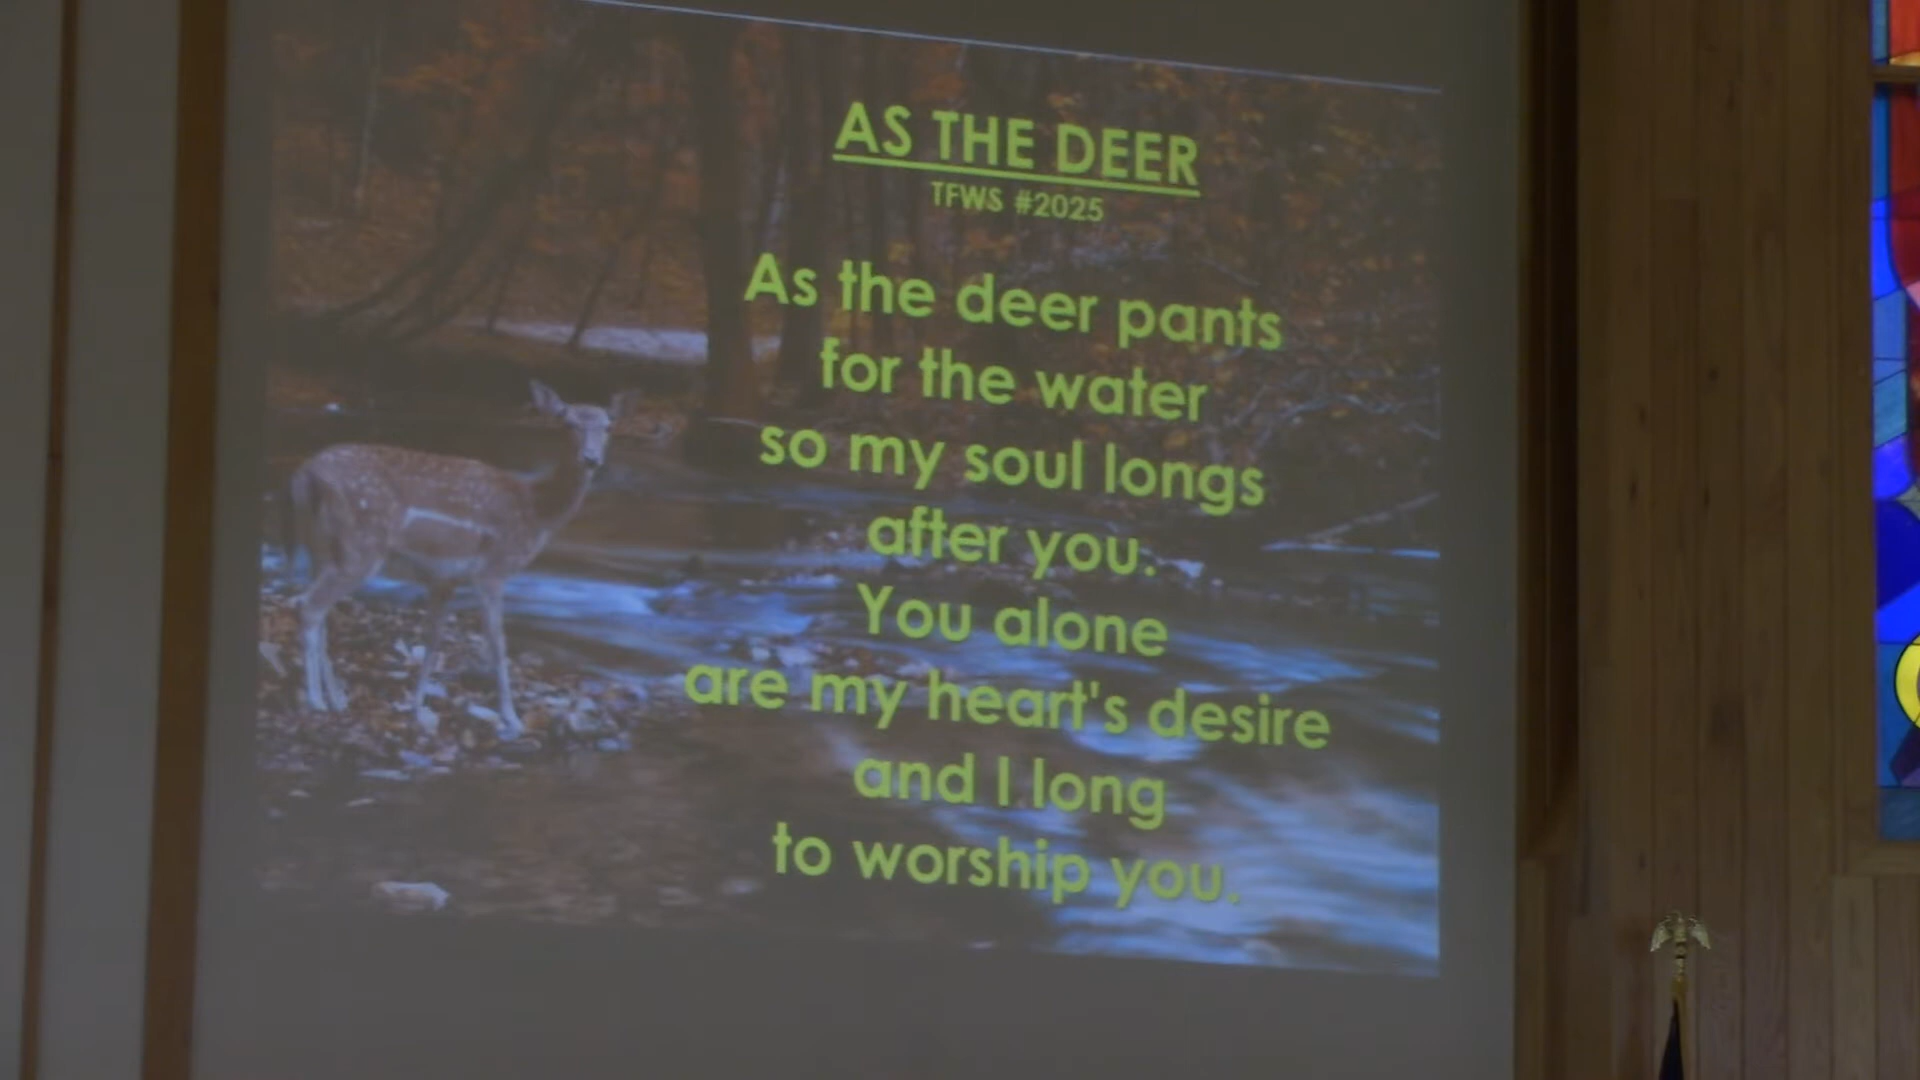 AS THE DEER
TFWS #2025
As the deer pants
for the water
so my soul longs
after you.
You alone
are my heart's desire
and I long
to worship you.